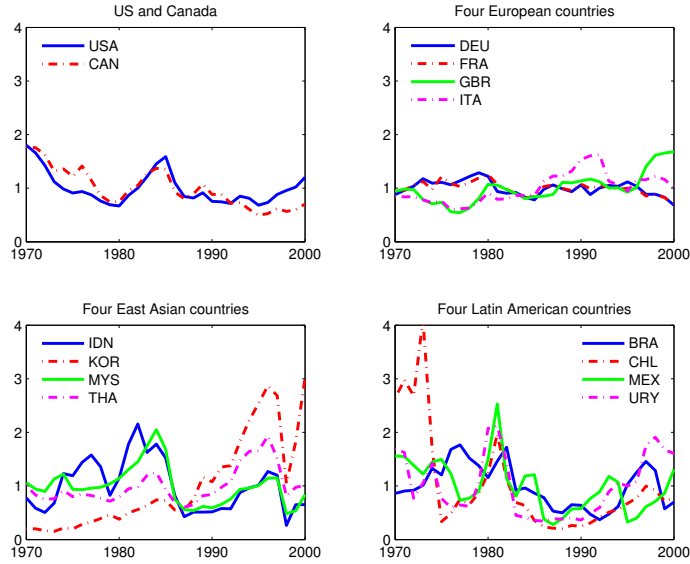 US and Canada
4
3
2
1
0
1970
1980
1990
2000
USA
CAN
Four European countries
4
3
2
1
0
1970
1980
1990
2000
DEU
FRA
GBR
ITA
Four East Asian countries
4
3
2
1
0
1970
1980
1990
2000
IDN
KOR
MYS
THA
Four Latin American countries
4
3
2
1
0
1970
1980
1990
2000
BRA
CHL
MEX
URY